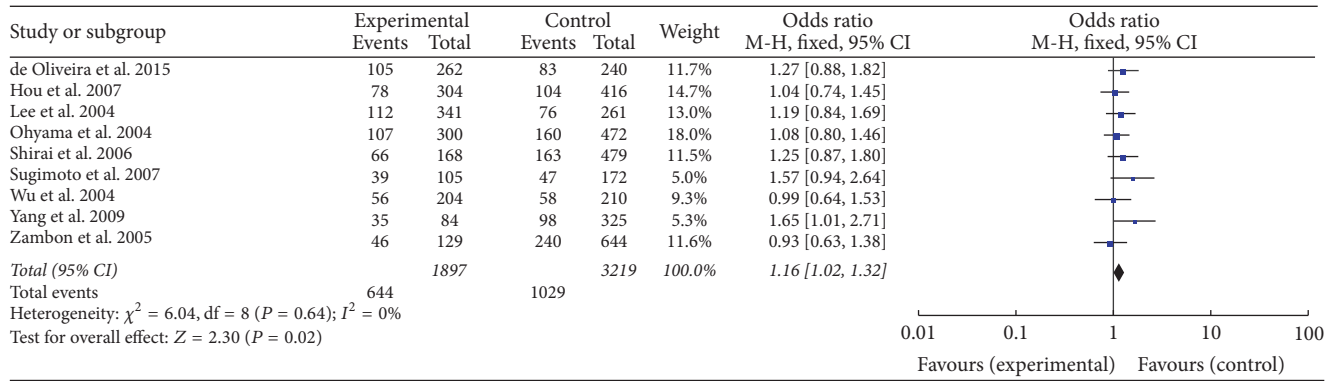 Study or subgroup Experimental Control Weight Odds ratio Odds ratio
Events Total Events Total M-H, fixed, 95% CI M-H, fixed, 95% CI
de Oliveira et al. 2015 105 262 83 240 11.7% 1.27 [0.88, 1.82]
Hou et al. 2007 78 304 104 416 14.7% 1.04 [0.74, 1.45]
Lee et al. 2004 112 341 76 261 13.0% 1.19 [0.84, 1.69]
Ohyama et al. 2004 107 300 160 472 18.0% 1.08 [0.80, 1.46]
Shirai et al. 2006 66 168 163 479 11.5% 1.25 [0.87, 1.80]
Sugimoto et al. 2007 39 105 47 172 5.0% 1.57 [0.94, 2.64]
Wu et al. 2004 56 204 58 210 9.3% 0.99 [0.64, 1.53]
Yang et al. 2009 35 84 98 325 5.3% 1.65 [1.01, 2.71]
Zambon et al. 2005 46 129 240 644 11.6% 0.93 [0.63, 1.38]
Total (95% CI) 1897 3219 100.0% 1.16 [1.02, 1.32]
Total events 644 1029
Heterogeneity: χ² = 6.04, df = 8 (P = 0.64); I² = 0%
Test for overall effect: Z = 2.30 (P = 0.02)
0.01 0.1 1 10 100
Favours (experimental) Favours (control)